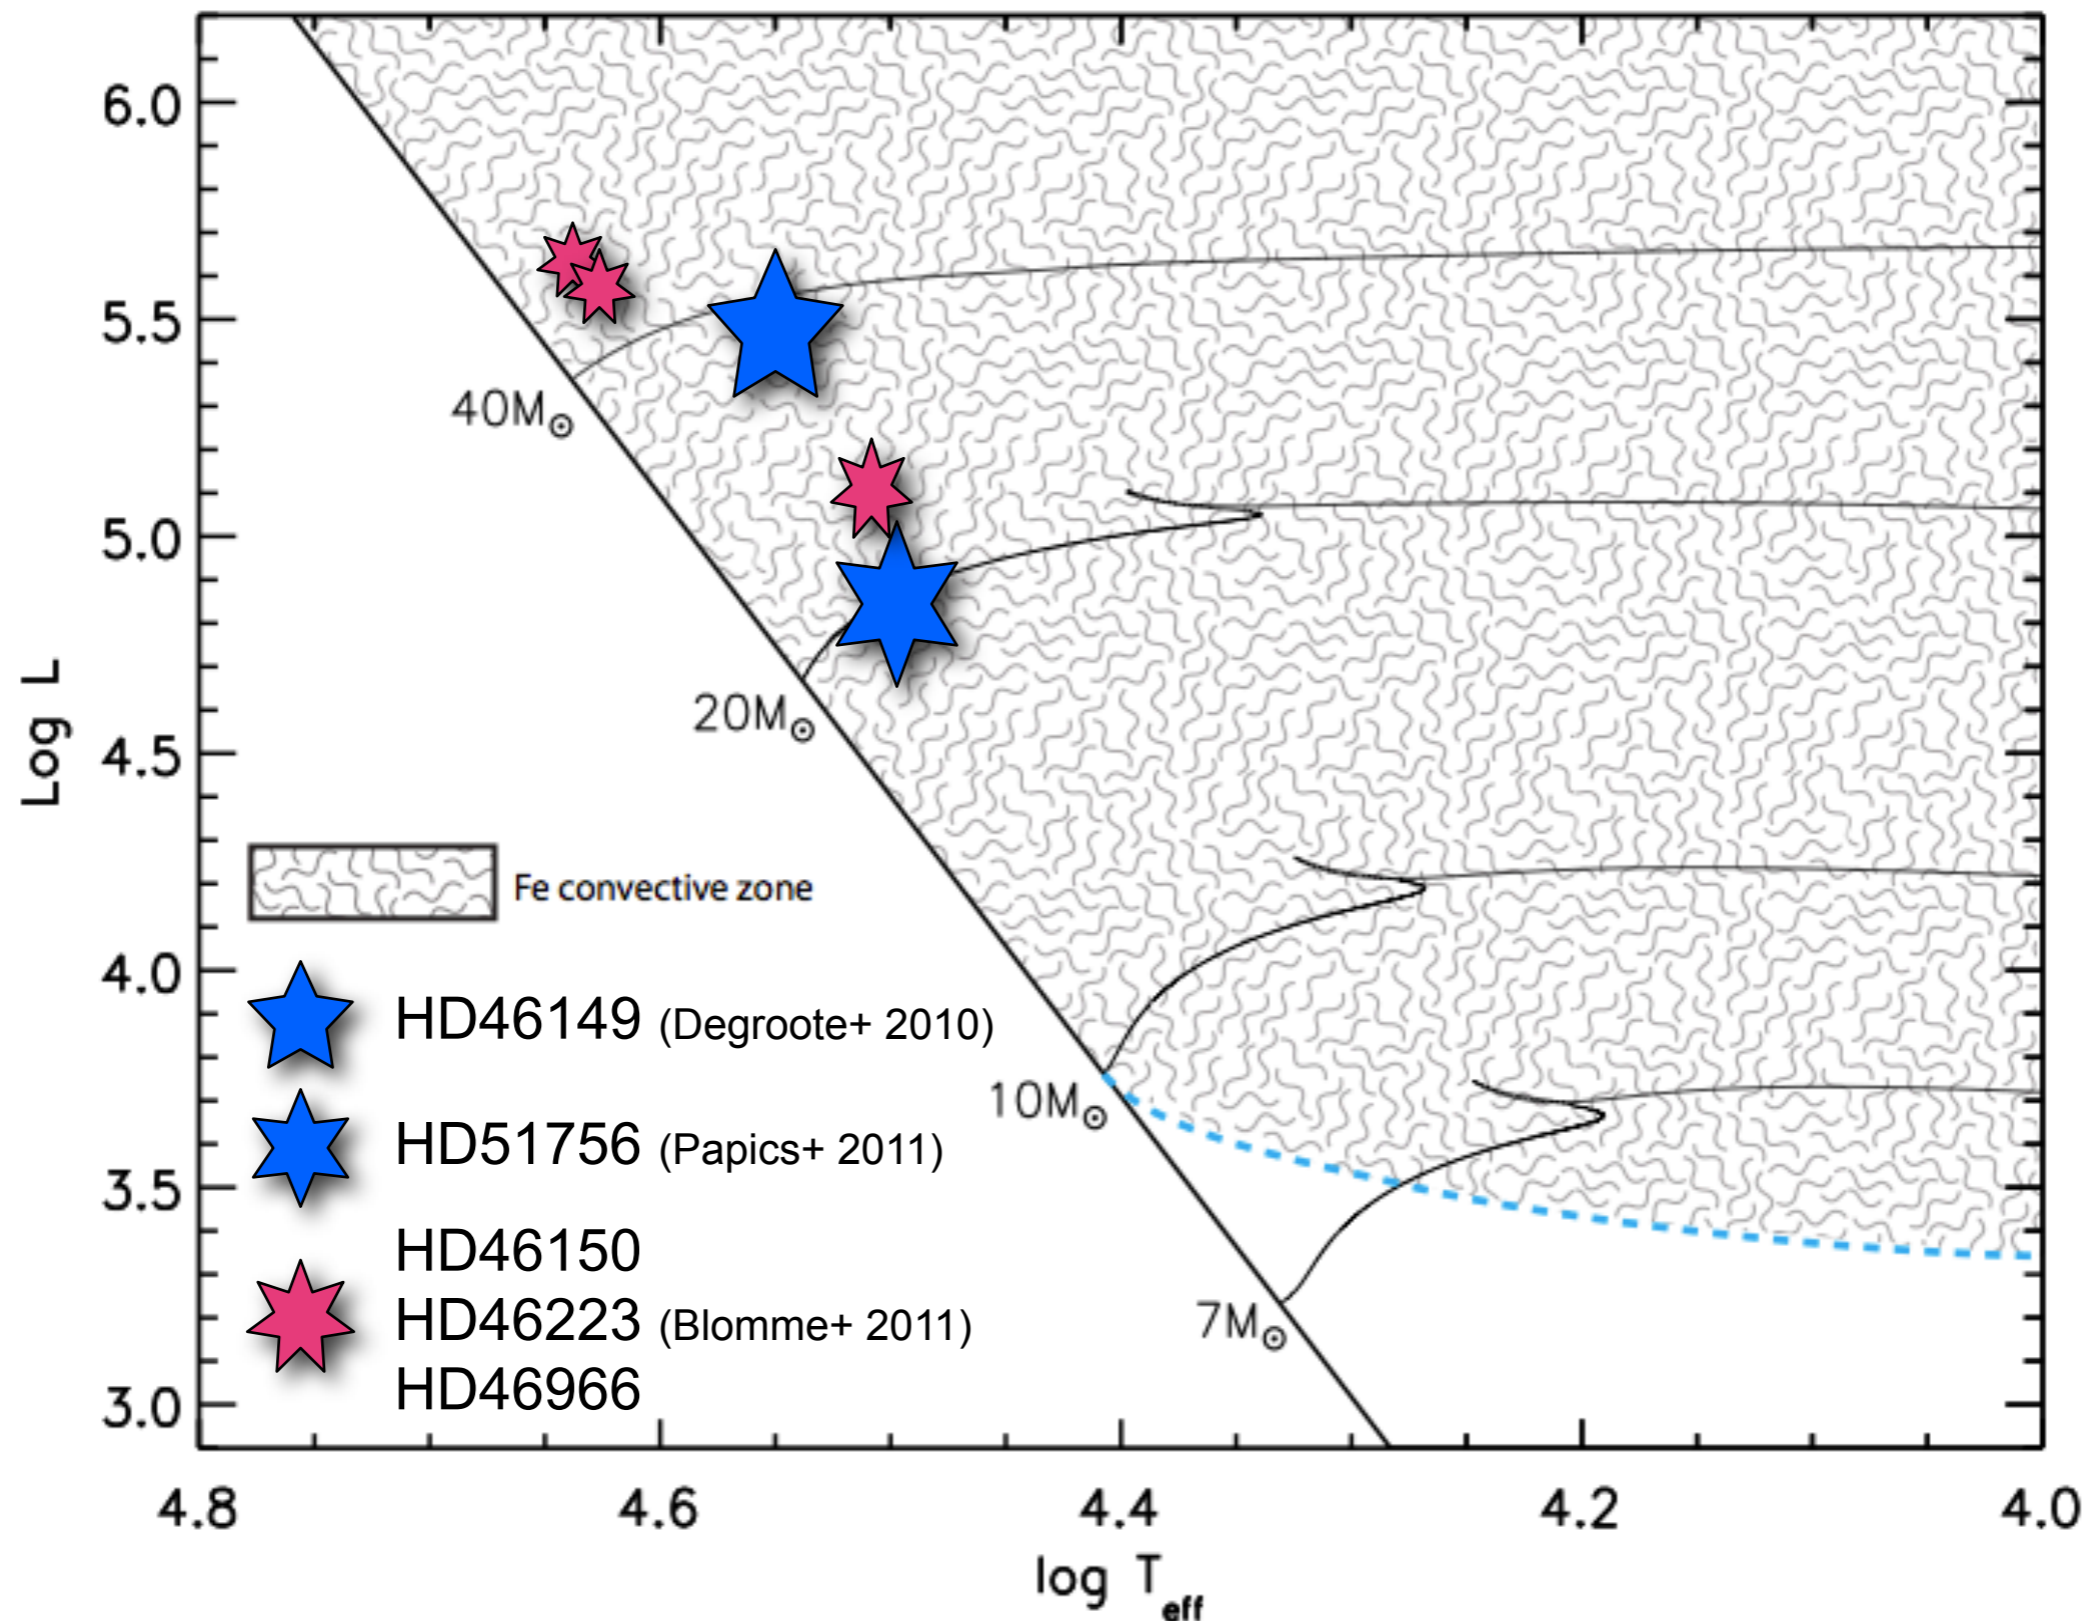 6.0
5.5
5.0
4.5
4.0
3.5
3.0
Log L
40M⊙
20M⊙
10M⊙
7M⊙
Fe convective zone
HD46149 (Degroote+ 2010)
HD51756 (Papics+ 2011)
HD46150
HD46223 (Blomme+ 2011)
HD46966
4.8 4.6 4.4 4.2 4.0
log Teff